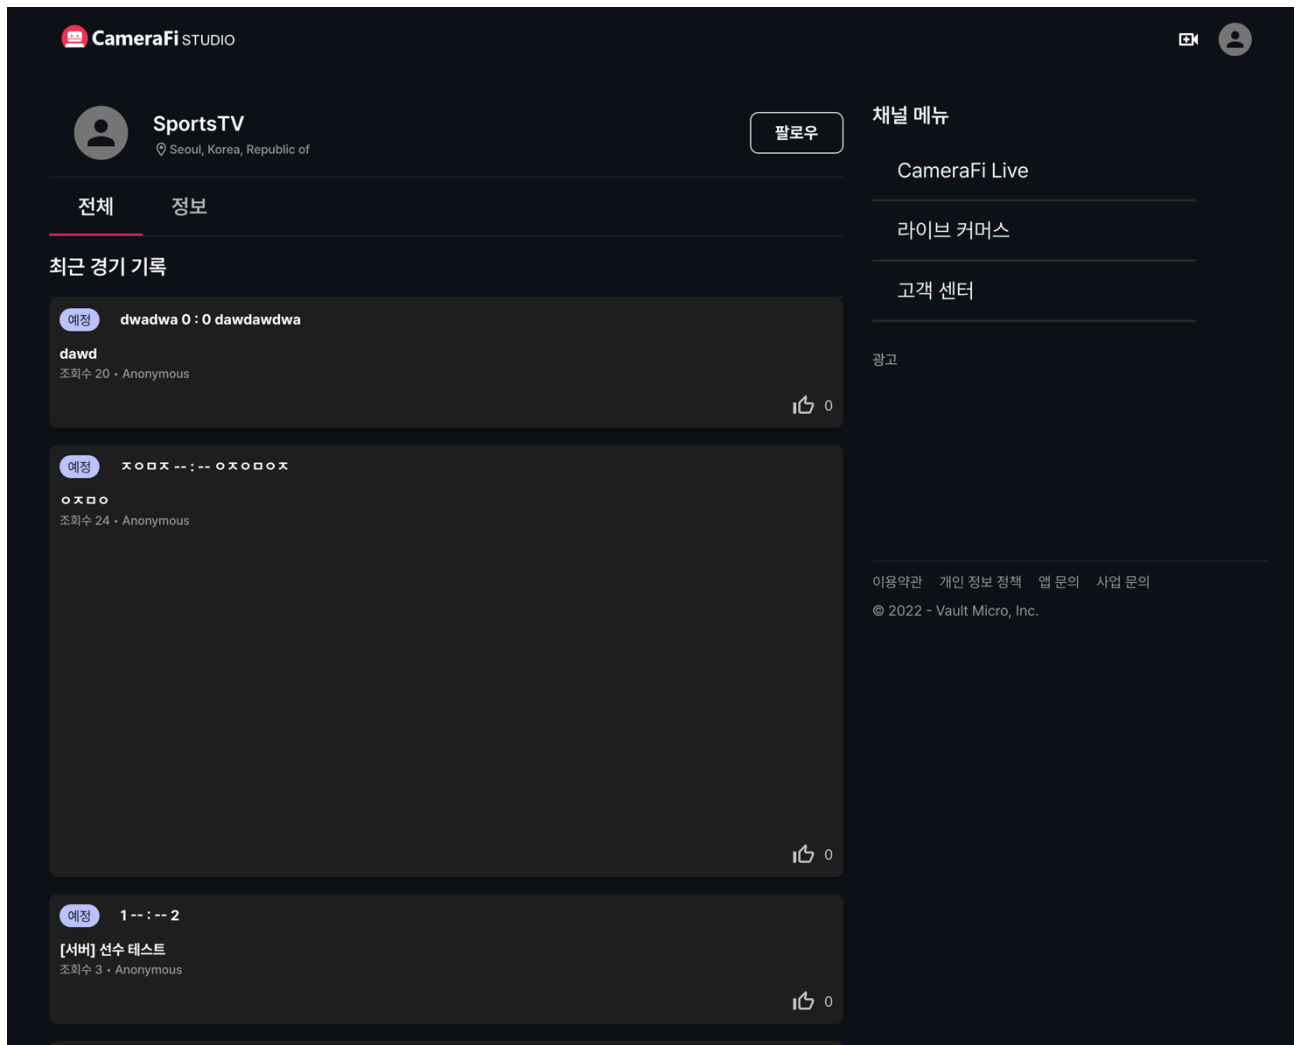 CameraFi STUDIO
SportsTV
Seoul, Korea, Republic of
팔로우
전체 정보
최근 경기 기록
예정 dwadwa 0 : 0 dawdawdwa
dawd
조회수 20 • Anonymous
0
예정 ㅈㅇㅁㅈ -- : -- ㅇㅈㅇㅁㅇㅈ
ㅇㅈㅁㅇ
조회수 24 • Anonymous
0
예정 1 -- : -- 2
[서버] 선수 테스트
조회수 3 • Anonymous
0
채널 메뉴
CameraFi Live
라이브 커머스
고객 센터
광고
이용약관 개인 정보 정책 앱 문의 사업 문의
© 2022 - Vault Micro, Inc.